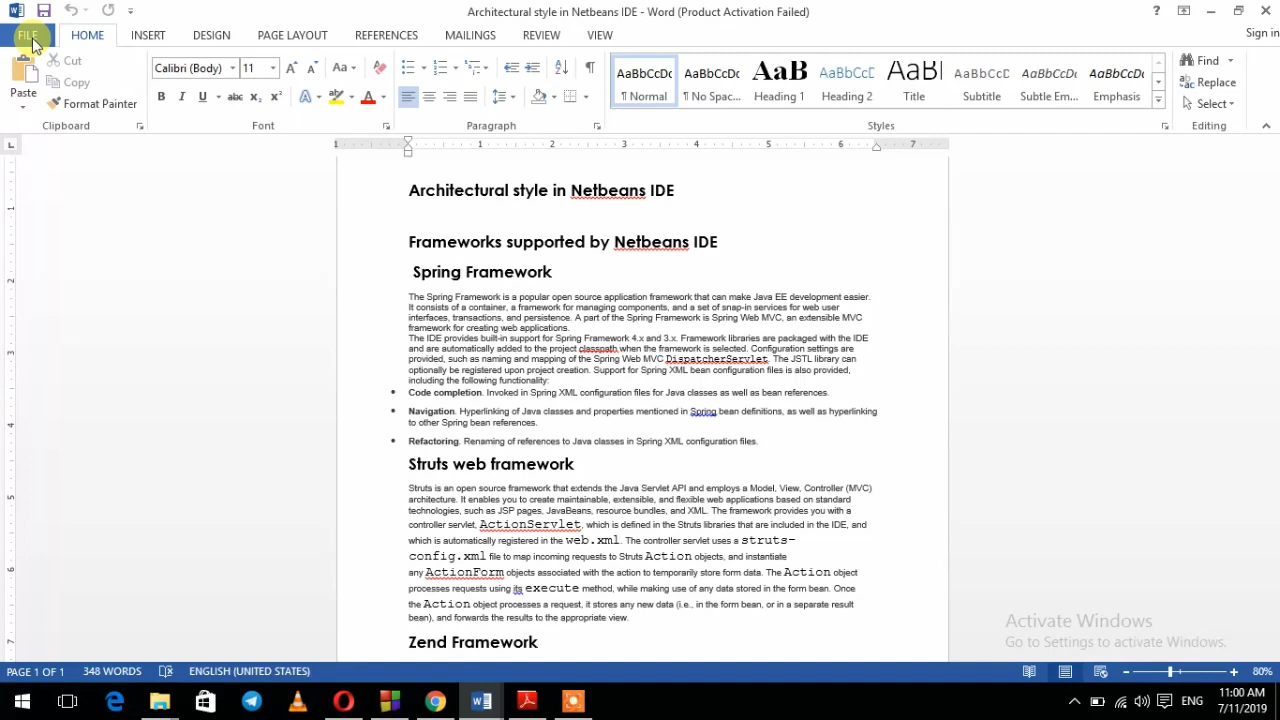 Architectural style in Netbeans IDE - Word (Product Activation Failed)
?
FILE HOME INSERT DESIGN PAGE LAYOUT REFERENCES MAILINGS REVIEW VIEW Sign in
Paste
Cut
Copy
Format Painter
Clipboard
Calibri (Body) 11
Font
Paragraph
AaBbCcDc AaBbCcDc AaB AaBbCcDc AaBl AaBbCcDc AaBbCcDc AaBbCcDc
¶ Normal ¶ No Spac... Heading 1 Heading 2 Title Subtitle Subtle Em... Emphasis
Styles
Find
Replace
Select
Editing
1 1 2 3 4 5 6 7
Architectural style in Netbeans IDE
Frameworks supported by Netbeans IDE
Spring Framework
The Spring Framework is a popular open source application framework that can make Java EE development easier.
It consists of a container, a framework for managing components, and a set of snap-in services for web user
interfaces, transactions, and persistence. A part of the Spring Framework is Spring Web MVC, an extensible MVC
framework for creating web applications.
The IDE provides built-in support for Spring Framework 4.x and 3.x. Framework libraries are packaged with the IDE
and are automatically added to the project classpath when the framework is selected. Configuration settings are
provided, such as naming and mapping of the Spring Web MVC DispatcherServlet. The JSTL library can
optionally be registered upon project creation. Support for Spring XML bean configuration files is also provided,
including the following functionality:
• Code completion. Invoked in Spring XML configuration files for Java classes as well as bean references.
• Navigation. Hyperlinking of Java classes and properties mentioned in Spring bean definitions, as well as hyperlinking
to other Spring bean references.
• Refactoring. Renaming of references to Java classes in Spring XML configuration files.
Struts web framework
Struts is an open source framework that extends the Java Servlet API and employs a Model, View, Controller (MVC)
architecture. It enables you to create maintainable, extensible, and flexible web applications based on standard
technologies, such as JSP pages, JavaBeans, resource bundles, and XML. The framework provides you with a
controller servlet, ActionServlet, which is defined in the Struts libraries that are included in the IDE, and
which is automatically registered in the web.xml. The controller servlet uses a struts-
config.xml file to map incoming requests to Struts Action objects, and instantiate
any ActionForm objects associated with the action to temporarily store form data. The Action object
processes requests using its execute method, while making use of any data stored in the form bean. Once
the Action object processes a request, it stores any new data (i.e., in the form bean, or in a separate result
bean), and forwards the results to the appropriate view.
Zend Framework
Activate Windows
Go to Settings to activate Windows.
PAGE 1 OF 1 348 WORDS ENGLISH (UNITED STATES) 80%
ENG
11:00 AM
7/11/2019